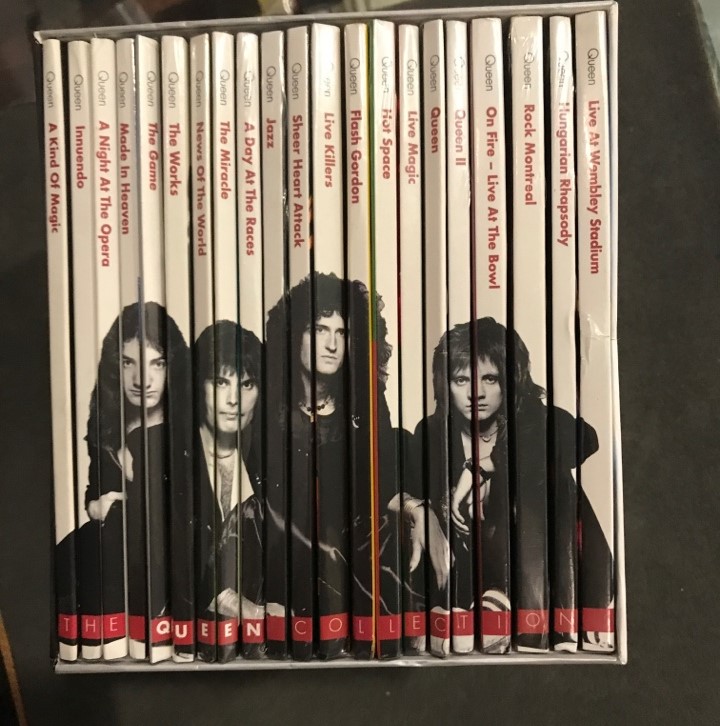 Queen A Kind Of Magic
Queen Innuendo
Queen A Night At The Opera
Queen Made In Heaven
Queen The Game
Queen The Works
Queen News Of The World
Queen The Miracle
Queen A Day At The Races
Queen Jazz
Queen Sheer Heart Attack
Queen Live Killers
Queen Flash Gordon
Queen Hot Space
Queen Live Magic
Queen Queen
Queen Queen II
Queen On Fire – Live At The Bowl
Queen Rock Montreal
Queen Hungarian Rhapsody
Queen Live At Wembley Stadium
THE QUEEN COLLECTION